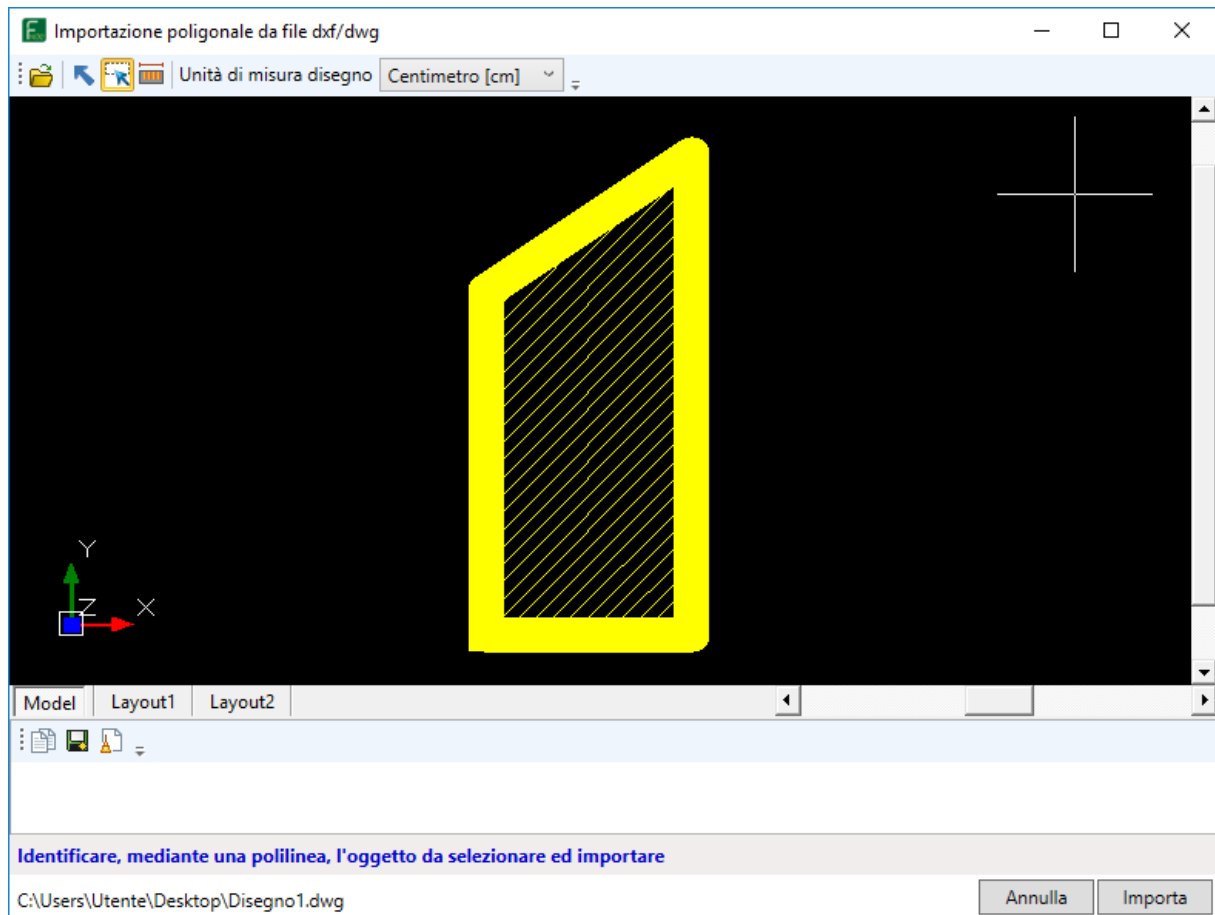 Importazione poligonale da file dxf/dwg
Unità di misura disegno Centimetro [cm]
Y
Z X
Model Layout1 Layout2
Identificare, mediante una polilinea, l'oggetto da selezionare ed importare
C:\Users\Utente\Desktop\Disegno1.dwg Annulla Importa